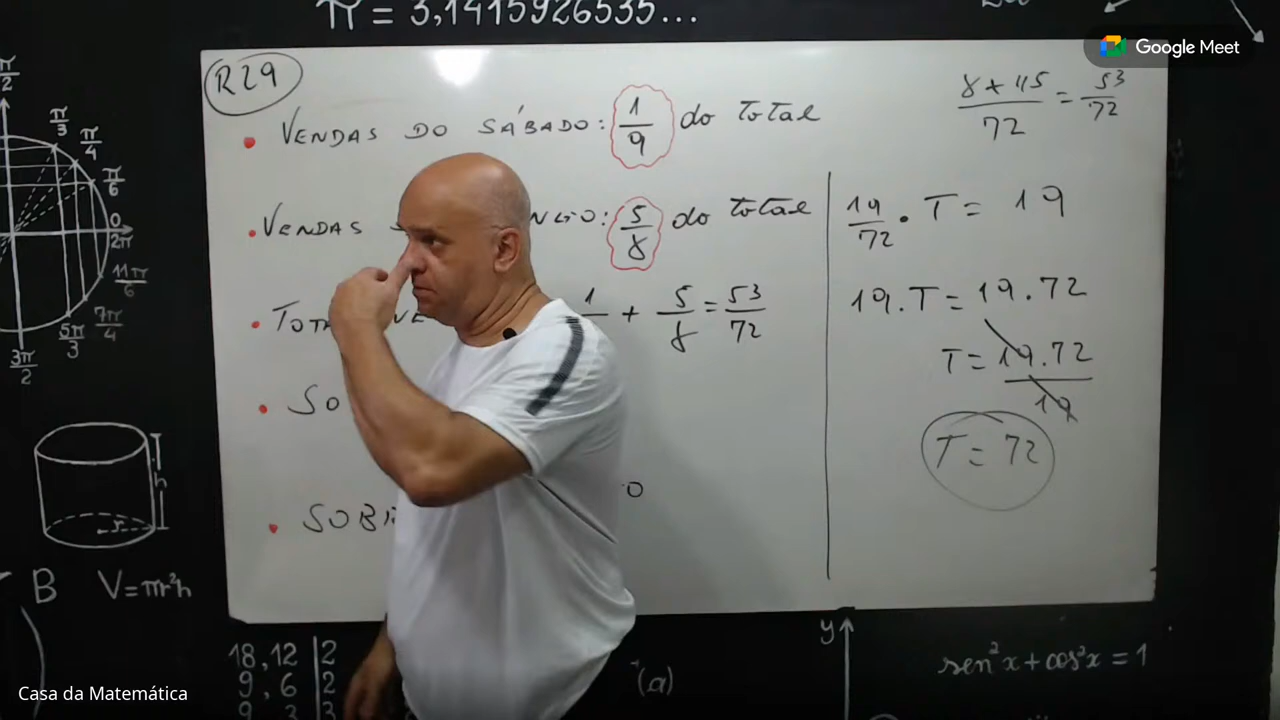 π = 3,1415926535...
Google Meet
R29
VENDAS DO SÁBADO: 1/9 do total
8 + 45 / 72 = 53/72
VENDAS
5/8 do total
19/72 . T = 19
1 + 5/8 = 53/72
19.T = 19.72
T = 19.72 / 19
T = 72
SO
O
π/2
π/3
π/4
π/6
0
2π
11π/6
7π/4
5π/3
3π/2
h
r
B V=πr²h
18, 12 | 2
9, 6 | 2
9, 3 | 3
(a)
y
sen²x + cos²x = 1
Casa da Matemática